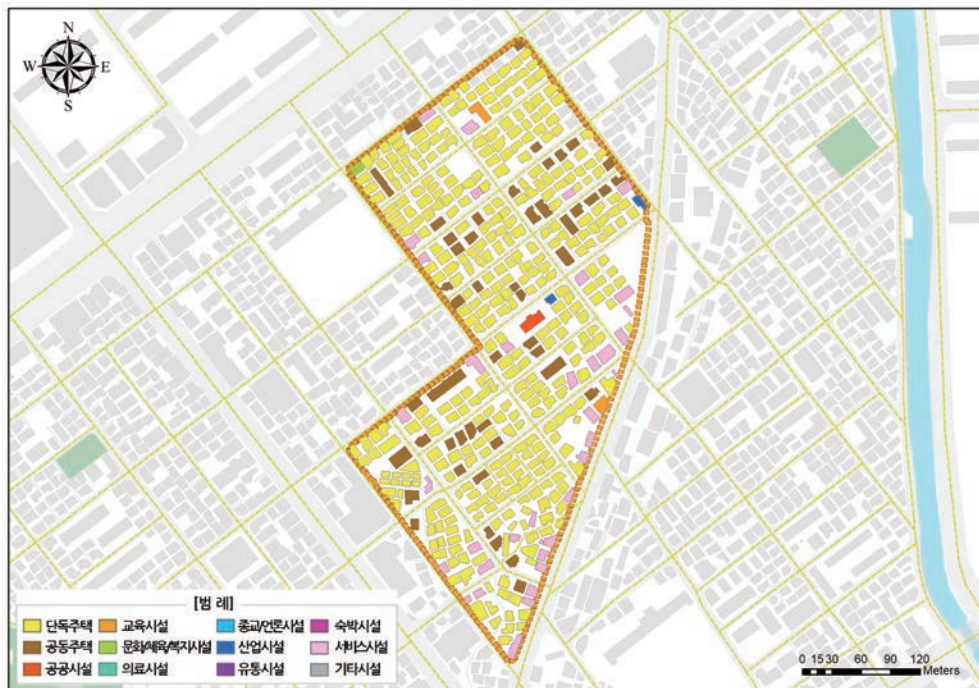 N
W E
S
[범 례]
단독주택 교육시설 종교/언론시설 숙박시설
공동주택 문화/체육/복지시설 산업시설 서비스시설
공공시설 의료시설 유통시설 기타시설
0 15 30 60 90 120
Meters